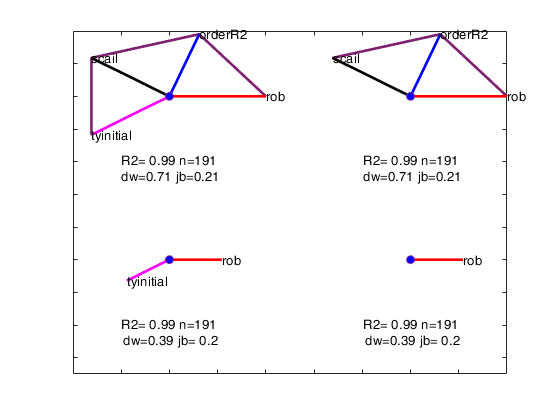 orderR2
scail
rob
tyinitial
R2= 0.99 n=191
dw=0.71 jb=0.21
orderR2
scail
rob
R2= 0.99 n=191
dw=0.71 jb=0.21
rob
tyinitial
R2= 0.99 n=191
dw=0.39 jb= 0.2
rob
R2= 0.99 n=191
dw=0.39 jb= 0.2